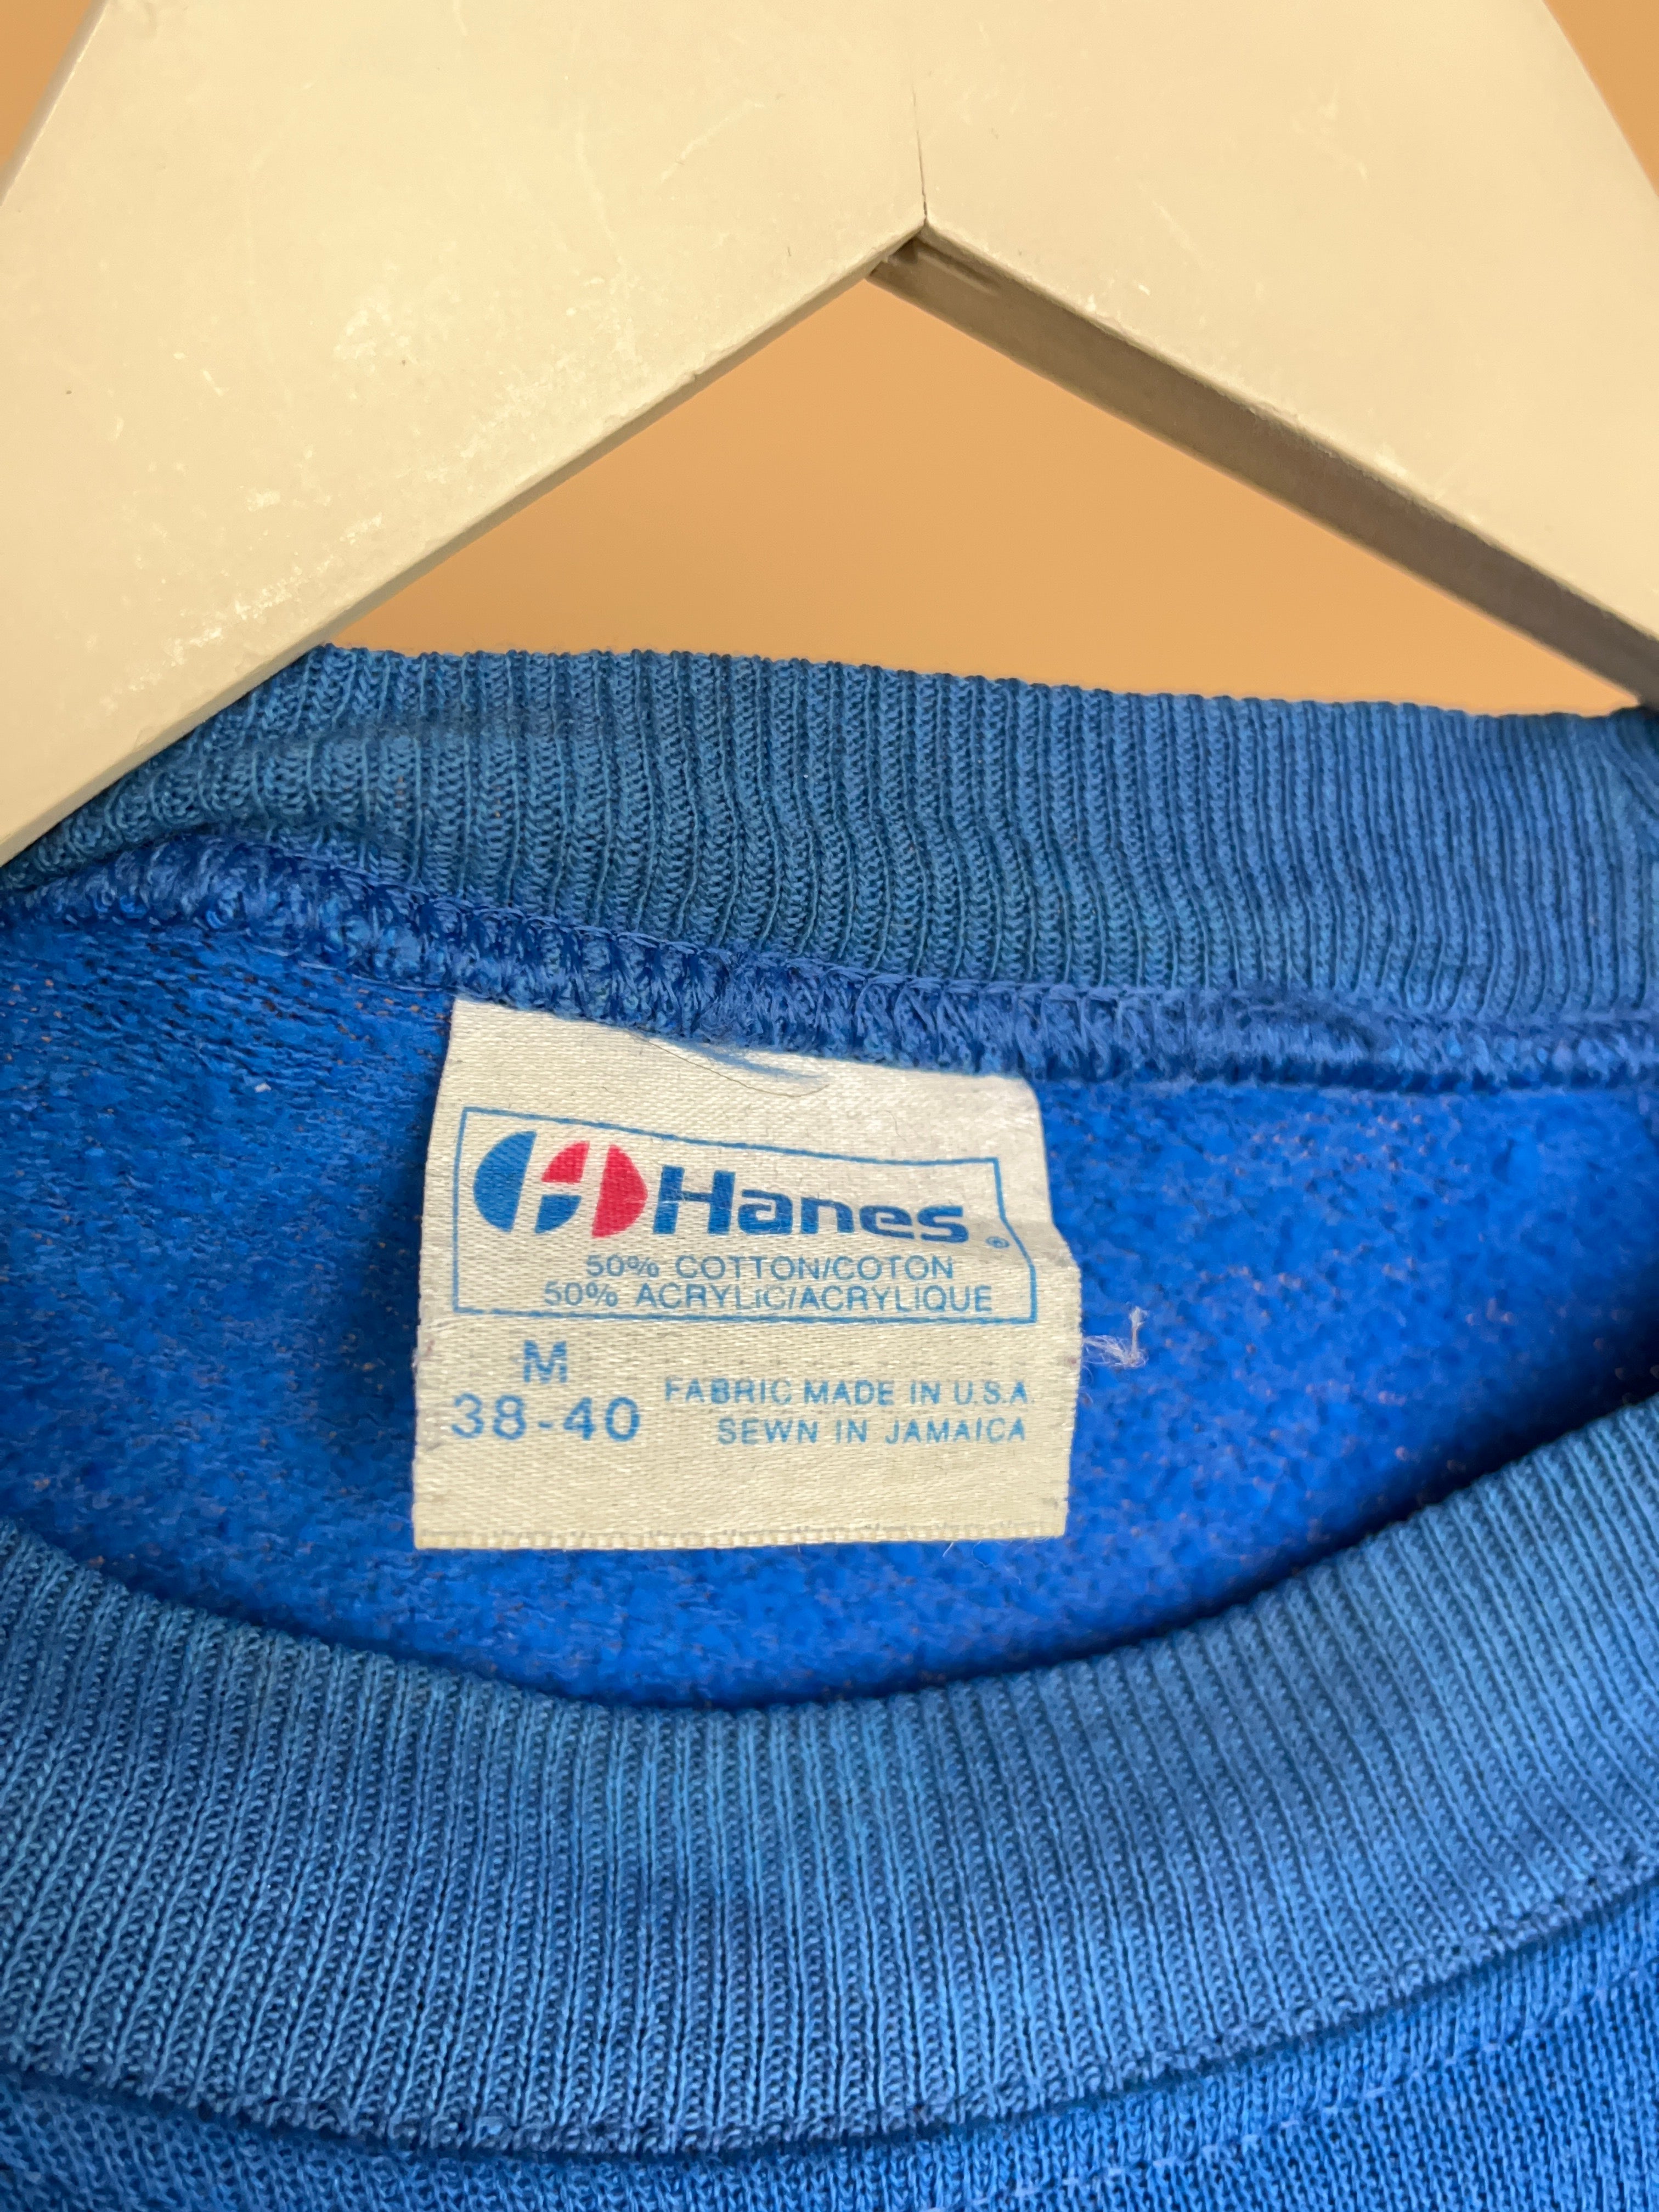 Hanes®
50% COTTON/COTON
50% ACRYLIC/ACRYLIQUE
M
38-40
FABRIC MADE IN U.S.A.
SEWN IN JAMAICA